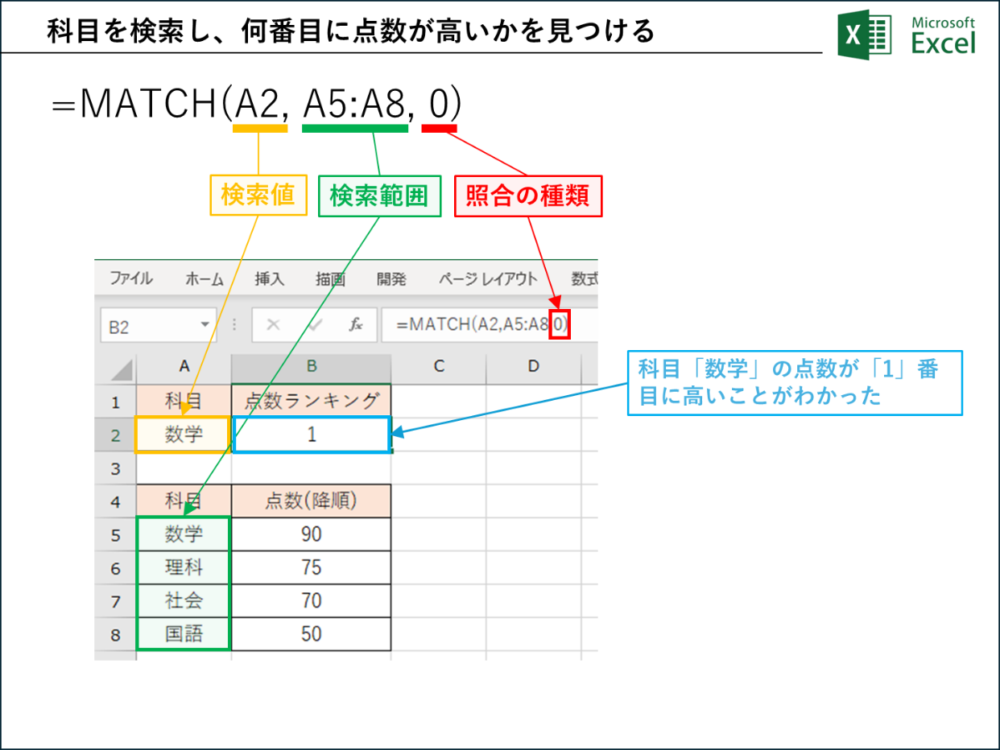 科目を検索し、何番目に点数が高いかを見つける
Microsoft
Excel
=MATCH(A2, A5:A8, 0)
検索値
検索範囲
照合の種類
ファイル ホーム 挿入 描画 開発 ページ レイアウト 数式
B2 fx =MATCH(A2,A5:A8,0)
A B C D
1 科目 点数ランキング
2 数学 1
科目「数学」の点数が「1」番
目に高いことがわかった
3
4 科目 点数(降順)
5 数学 90
6 理科 75
7 社会 70
8 国語 50